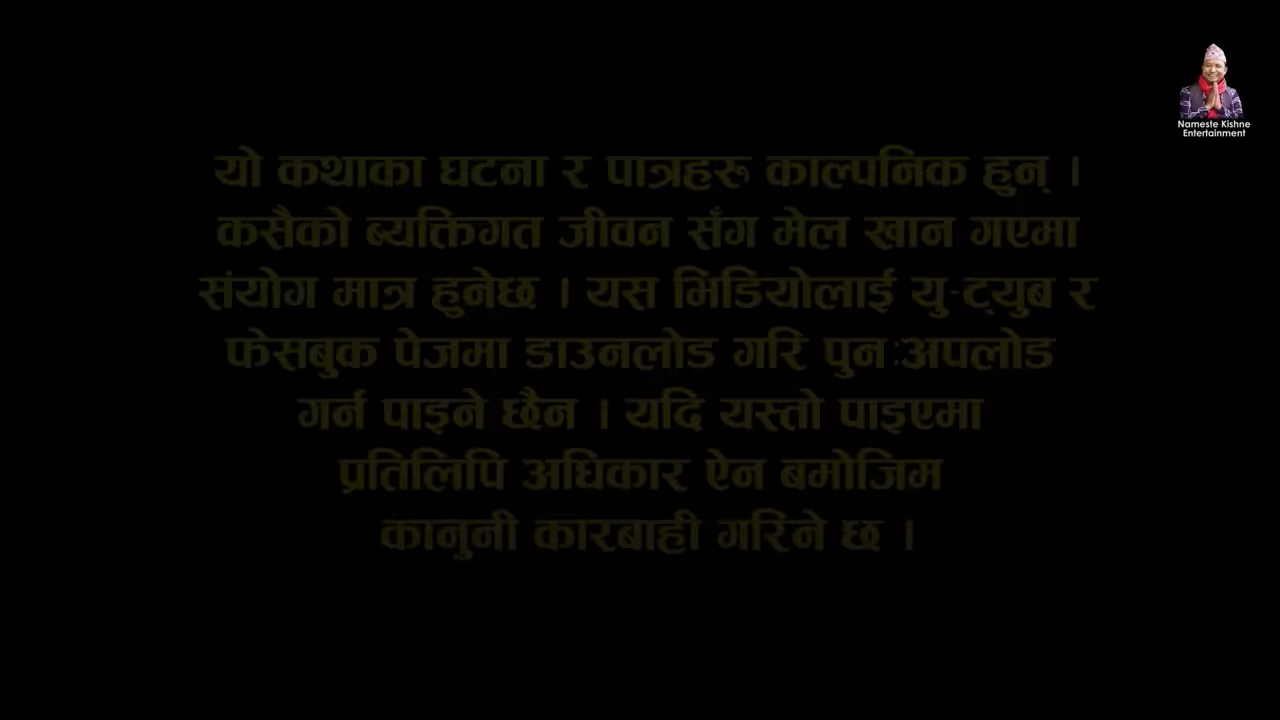 यो कथाका घटना र पात्रहरु काल्पनिक हुन् ।
कसैको ब्यक्तिगत जीवन सँग मेल खान गएमा
संयोग मात्र हुनेछ । यस भिडियोलाई यु-ट्युब र
फेसबुक पेजमा डाउनलोड गरि पुन:अपलोड
गर्न पाइने छैन । यदि यस्तो पाइएमा
प्रतिलिपि अधिकार ऐन बमोजिम
कानुनी कारबाही गरिने छ ।
Nameste Kishne
Entertainment